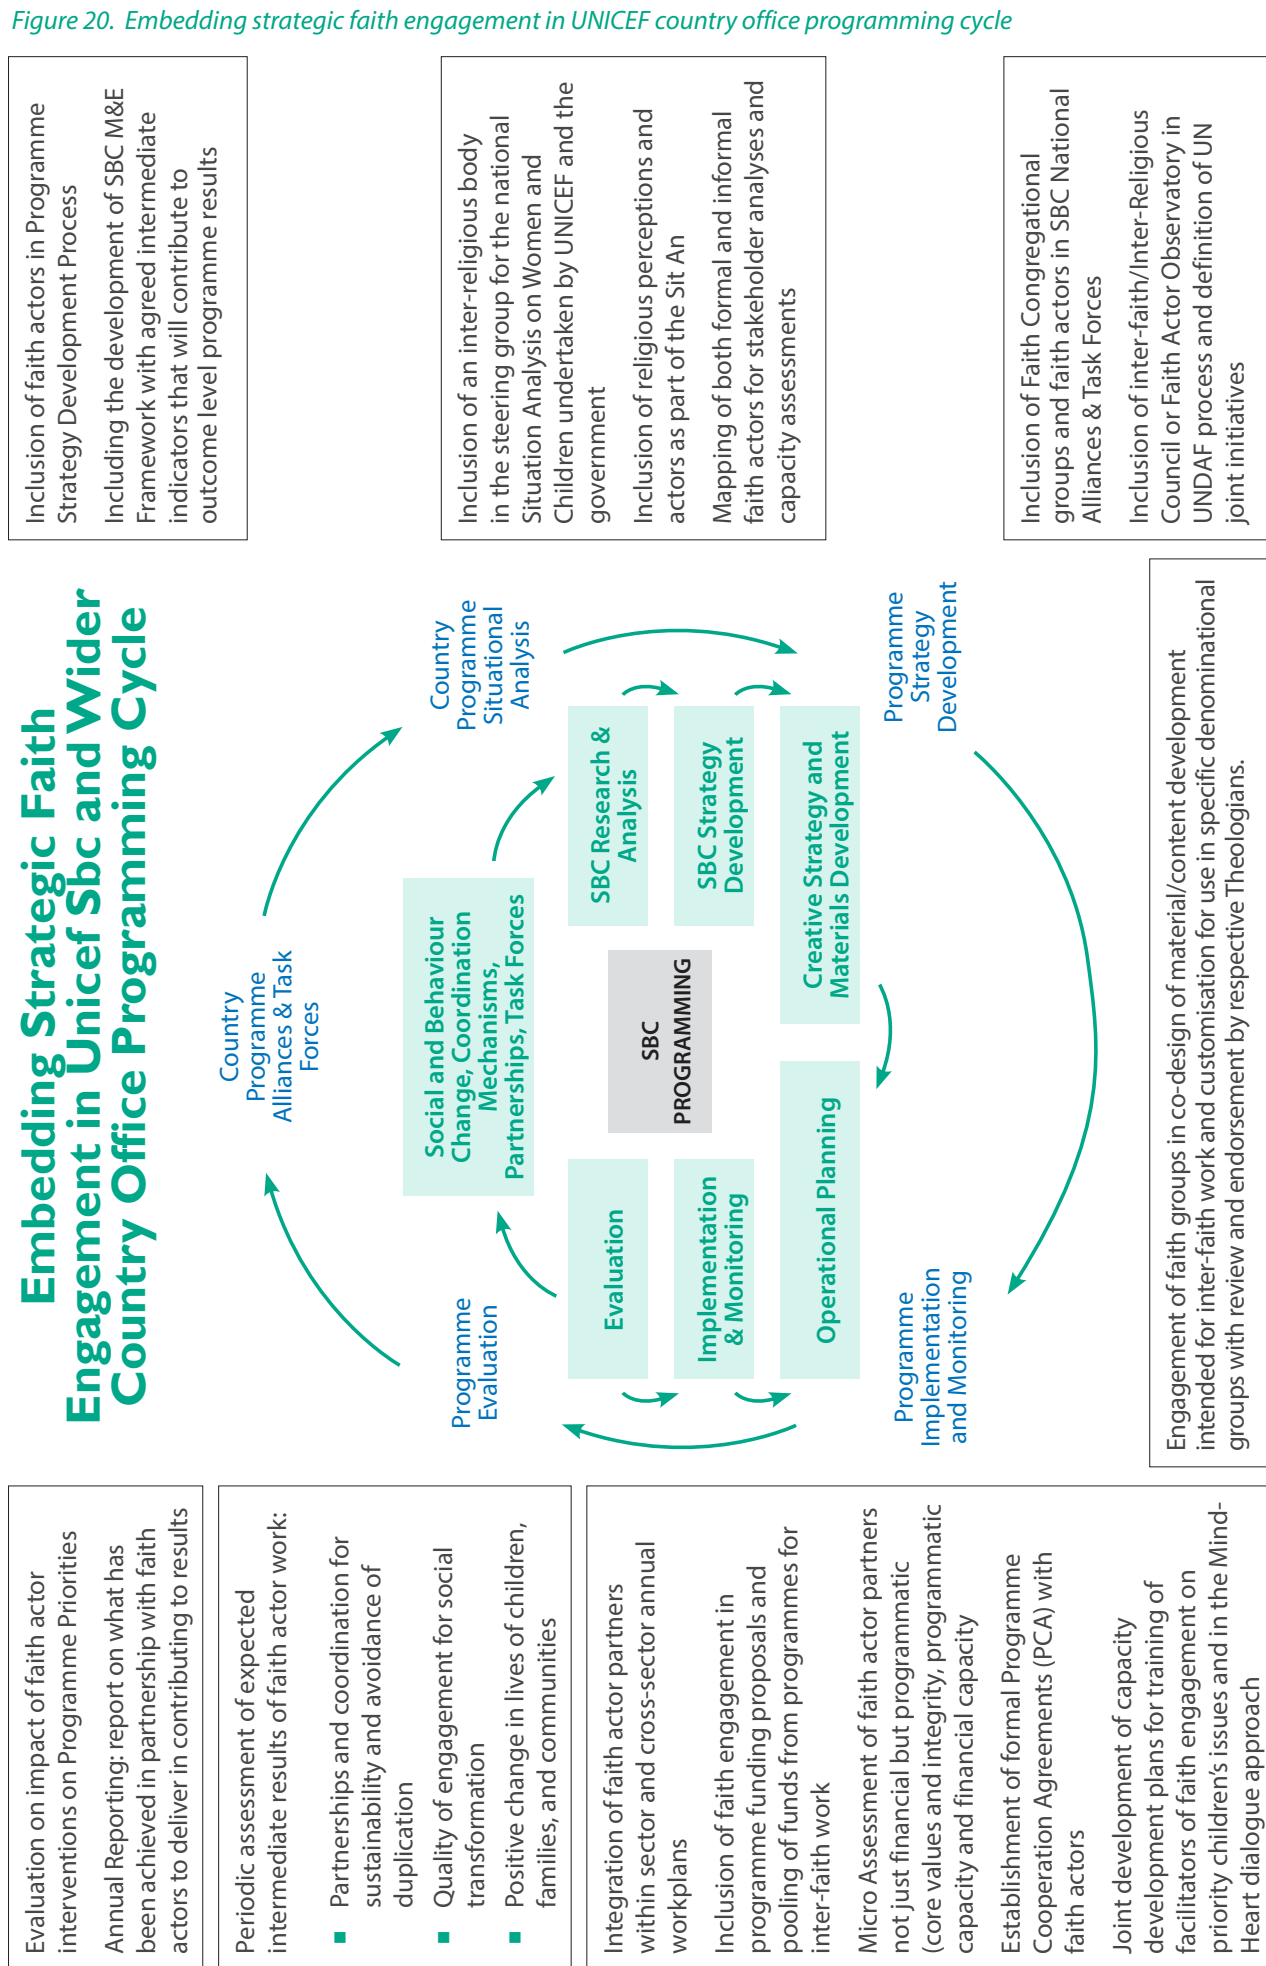 Figure 20. Embedding strategic faith engagement in UNICEF country office programming cycle
Embedding Strategic Faith
Engagement in Unicef Sbc and Wider
Country Office Programming Cycle
Evaluation on impact of faith actor
interventions on Programme Priorities
Annual Reporting: report on what has
been achieved in partnership with faith
actors to deliver in contributing to results
Periodic assessment of expected
intermediate results of faith actor work:
■ Partnerships and coordination for
sustainability and avoidance of
duplication
■ Quality of engagement for social
transformation
■ Positive change in lives of children,
families, and communities
Integration of faith actor partners
within sector and cross-sector annual
workplans
Inclusion of faith engagement in
programme funding proposals and
pooling of funds from programmes for
inter-faith work
Micro Assessment of faith actor partners
not just financial but programmatic
(core values and integrity, programmatic
capacity and financial capacity
Establishment of formal Programme
Cooperation Agreements (PCA) with
faith actors
Joint development of capacity
development plans for training of
facilitators of faith engagement on
priority children's issues and in the Mind-
Heart dialogue approach
Country
Programme
Alliances & Task
Forces
Programme
Evaluation
Country
Programme
Situational
Analysis
Social and Behaviour
Change, Coordination
Mechanisms,
Partnerships, Task Forces
Evaluation
SBC Research &
Analysis
SBC
PROGRAMMING
Implementation
& Monitoring
SBC Strategy
Development
Operational Planning
Creative Strategy and
Materials Development
Programme
Implementation
and Monitoring
Programme
Strategy
Development
Engagement of faith groups in co-design of material/content development
intended for inter-faith work and customisation for use in specific denominational
groups with review and endorsement by respective Theologians.
Inclusion of faith actors in Programme
Strategy Development Process
Including the development of SBC M&E
Framework with agreed intermediate
indicators that will contribute to
outcome level programme results
Inclusion of an inter-religious body
in the steering group for the national
Situation Analysis on Women and
Children undertaken by UNICEF and the
government
Inclusion of religious perceptions and
actors as part of the Sit An
Mapping of both formal and informal
faith actors for stakeholder analyses and
capacity assessments
Inclusion of Faith Congregational
groups and faith actors in SBC National
Alliances & Task Forces
Inclusion of inter-faith/Inter-Religious
Council or Faith Actor Observatory in
UNDAF process and definition of UN
joint initiatives